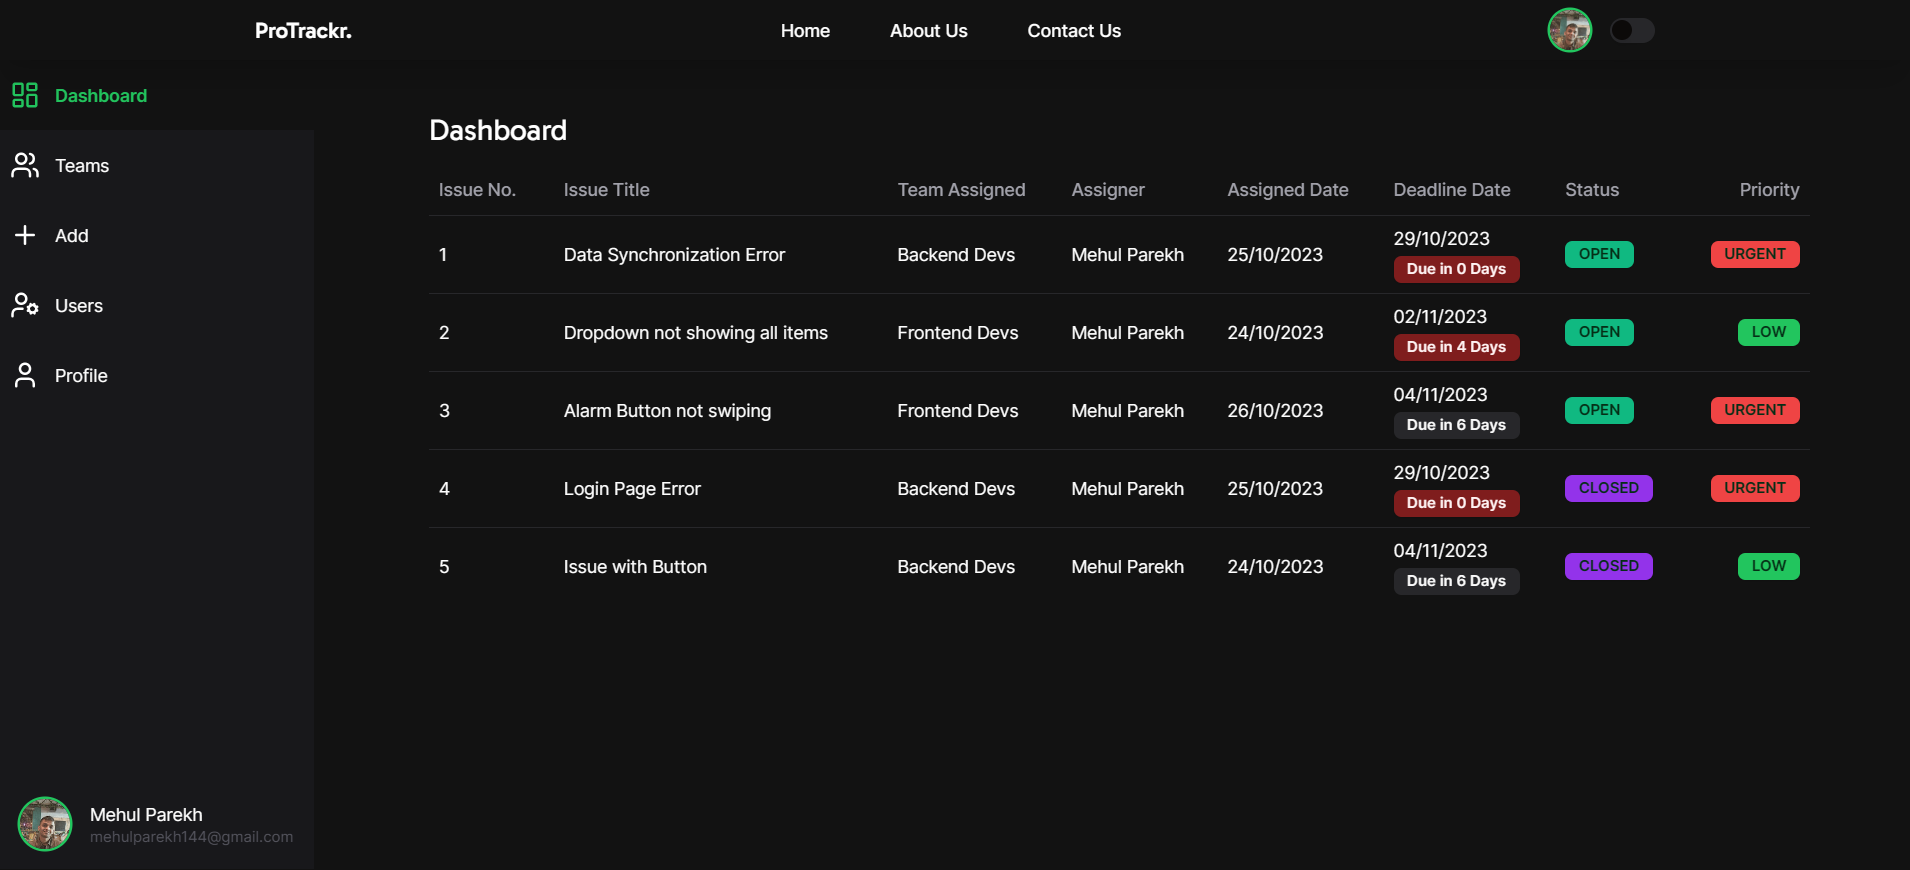 ProTrackr.
Home About Us Contact Us
Dashboard
Teams
Add
Users
Profile
Dashboard
Issue No. Issue Title Team Assigned Assigner Assigned Date Deadline Date Status Priority
1 Data Synchronization Error Backend Devs Mehul Parekh 25/10/2023 29/10/2023 OPEN URGENT
Due in 0 Days
2 Dropdown not showing all items Frontend Devs Mehul Parekh 24/10/2023 02/11/2023 OPEN LOW
Due in 4 Days
3 Alarm Button not swiping Frontend Devs Mehul Parekh 26/10/2023 04/11/2023 OPEN URGENT
Due in 6 Days
4 Login Page Error Backend Devs Mehul Parekh 25/10/2023 29/10/2023 CLOSED URGENT
Due in 0 Days
5 Issue with Button Backend Devs Mehul Parekh 24/10/2023 04/11/2023 CLOSED LOW
Due in 6 Days
Mehul Parekh
mehulparekh144@gmail.com